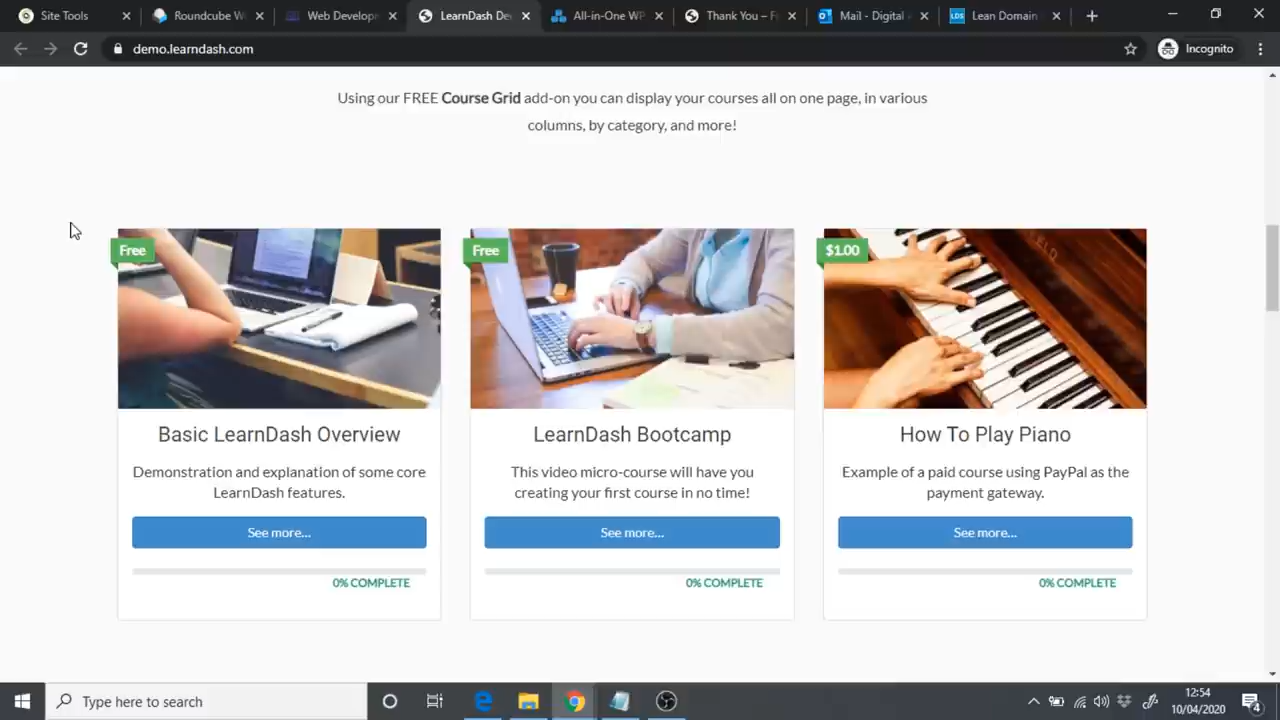 Site Tools
Roundcube W
Web Develop
LearnDash De
All-in-One WP
Thank You – F
Mail - Digital
LDS Lean Domain
demo.learndash.com
Incognito
Using our FREE Course Grid add-on you can display your courses all on one page, in various
columns, by category, and more!
Free
Free
$1.00
Basic LearnDash Overview
LearnDash Bootcamp
How To Play Piano
Demonstration and explanation of some core
LearnDash features.
This video micro-course will have you
creating your first course in no time!
Example of a paid course using PayPal as the
payment gateway.
See more...
See more...
See more...
0% COMPLETE
0% COMPLETE
0% COMPLETE
Type here to search
12:54
10/04/2020
4